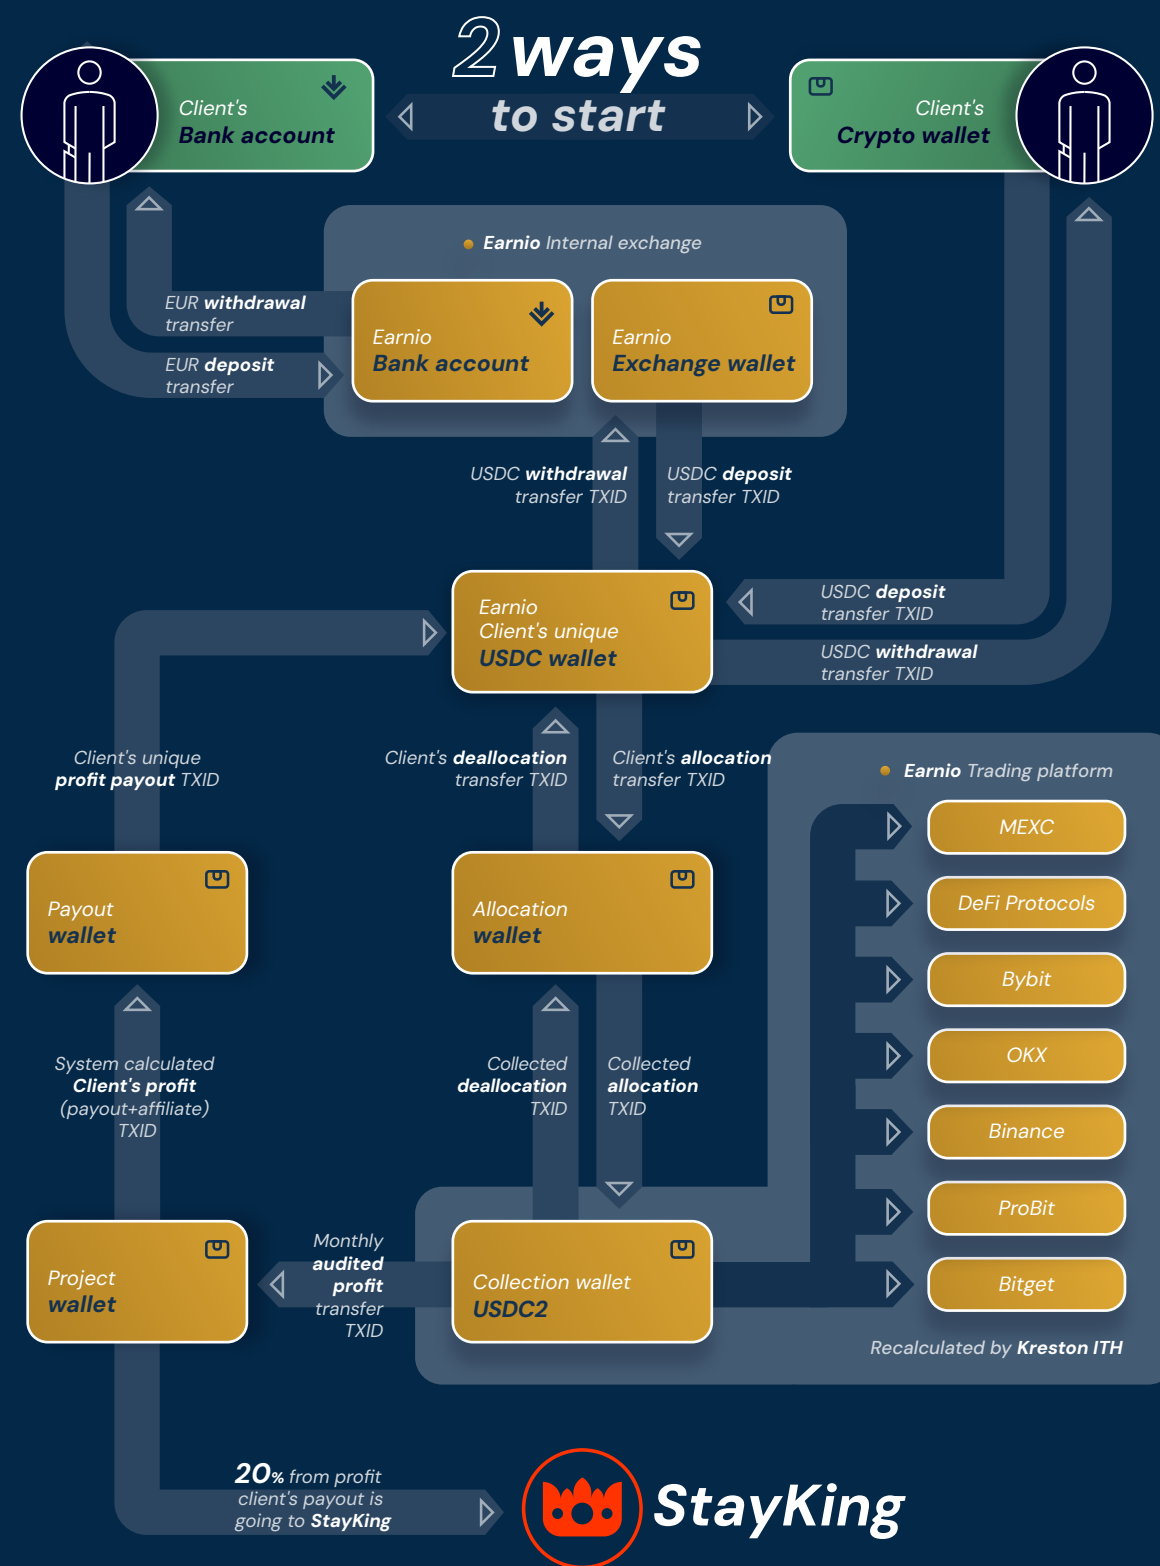 2 ways
to start
Client's
Bank account
Client's
Crypto wallet
Earnio Internal exchange
EUR withdrawal
transfer
EUR deposit
transfer
Earnio
Bank account
Earnio
Exchange wallet
USDC withdrawal
transfer TXID
USDC deposit
transfer TXID
Earnio
Client's unique
USDC wallet
USDC deposit
transfer TXID
USDC withdrawal
transfer TXID
Client's unique
profit payout TXID
Client's deallocation
transfer TXID
Client's allocation
transfer TXID
Earnio Trading platform
MEXC
DeFi Protocols
Bybit
OKX
Binance
ProBit
Bitget
Recalculated by Kreston ITH
Payout
wallet
Allocation
wallet
System calculated
Client's profit
(payout+affiliate)
TXID
Collected
deallocation
TXID
Collected
allocation
TXID
Project
wallet
Monthly
audited
profit
transfer
TXID
Collection wallet
USDC2
20% from profit
client's payout is
going to StayKing
StayKing